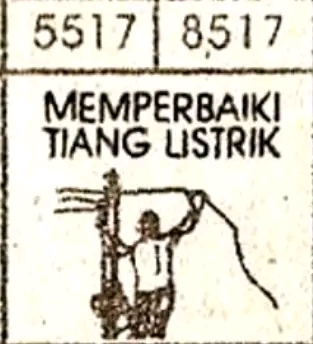 5517 8517
MEMPERBAIKI
TIANG LISTRIK